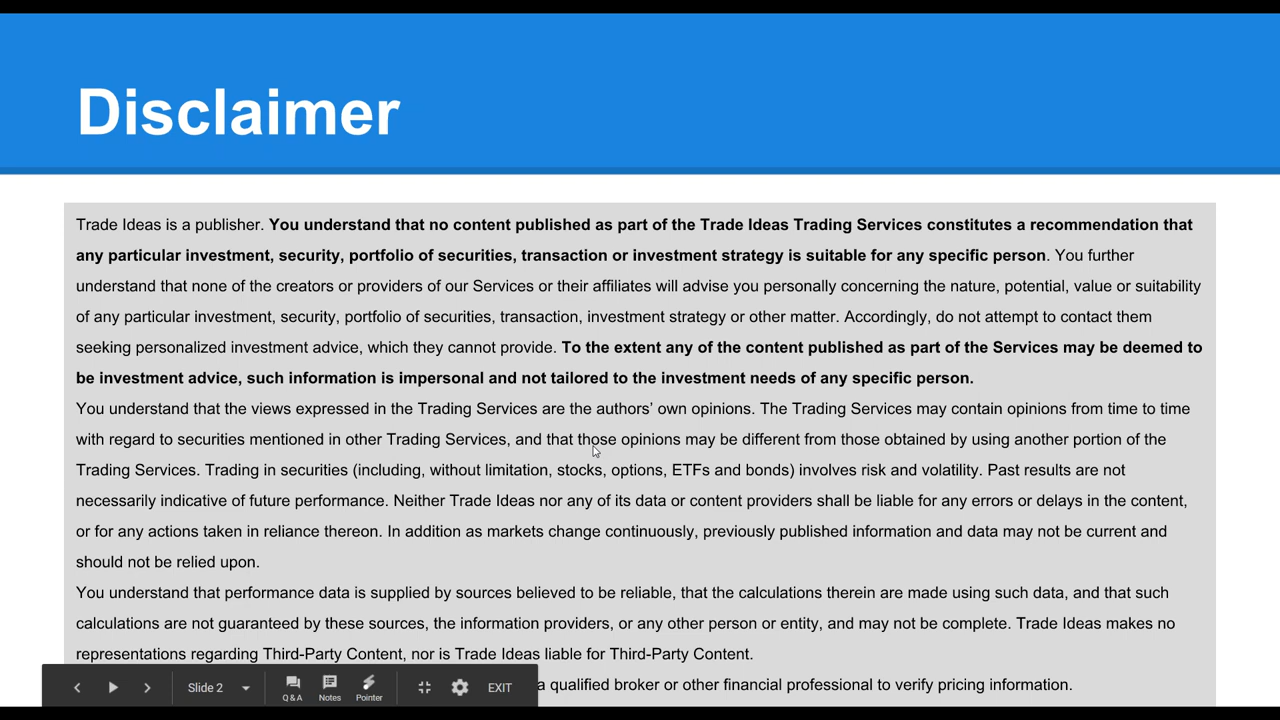 Disclaimer
Trade Ideas is a publisher. You understand that no content published as part of the Trade Ideas Trading Services constitutes a recommendation that
any particular investment, security, portfolio of securities, transaction or investment strategy is suitable for any specific person. You further
understand that none of the creators or providers of our Services or their affiliates will advise you personally concerning the nature, potential, value or suitability
of any particular investment, security, portfolio of securities, transaction, investment strategy or other matter. Accordingly, do not attempt to contact them
seeking personalized investment advice, which they cannot provide. To the extent any of the content published as part of the Services may be deemed to
be investment advice, such information is impersonal and not tailored to the investment needs of any specific person.
You understand that the views expressed in the Trading Services are the authors’ own opinions. The Trading Services may contain opinions from time to time
with regard to securities mentioned in other Trading Services, and that those opinions may be different from those obtained by using another portion of the
Trading Services. Trading in securities (including, without limitation, stocks, options, ETFs and bonds) involves risk and volatility. Past results are not
necessarily indicative of future performance. Neither Trade Ideas nor any of its data or content providers shall be liable for any errors or delays in the content,
or for any actions taken in reliance thereon. In addition as markets change continuously, previously published information and data may not be current and
should not be relied upon.
You understand that performance data is supplied by sources believed to be reliable, that the calculations therein are made using such data, and that such
calculations are not guaranteed by these sources, the information providers, or any other person or entity, and may not be complete. Trade Ideas makes no
representations regarding Third-Party Content, nor is Trade Ideas liable for Third-Party Content.
a qualified broker or other financial professional to verify pricing information.
Slide 2
Q & A
Notes
Pointer
EXIT